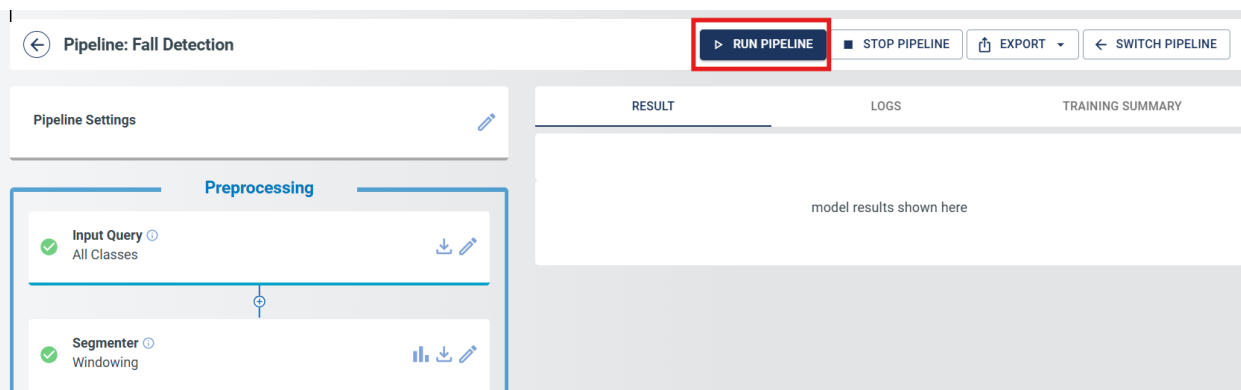 Pipeline: Fall Detection
RUN PIPELINE
STOP PIPELINE
EXPORT
SWITCH PIPELINE
Pipeline Settings
RESULT
LOGS
TRAINING SUMMARY
Preprocessing
model results shown here
Input Query
All Classes
Segmenter
Windowing